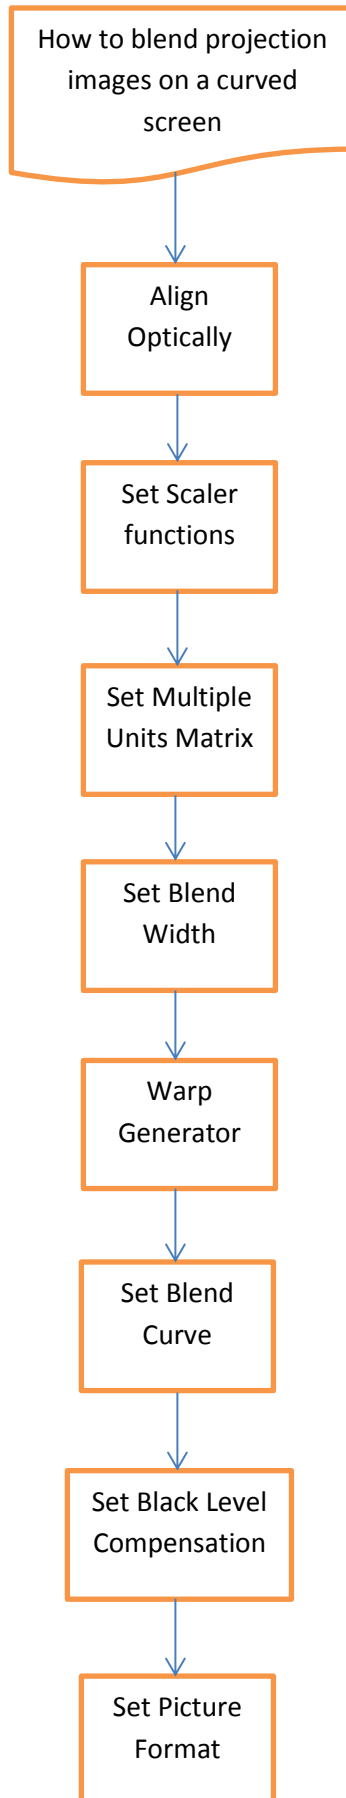 How to blend projection
images on a curved
screen
Align
Optically
Set Scaler
functions
Set Multiple
Units Matrix
Set Blend
Width
Warp
Generator
Set Blend
Curve
Set Black Level
Compensation
Set Picture
Format